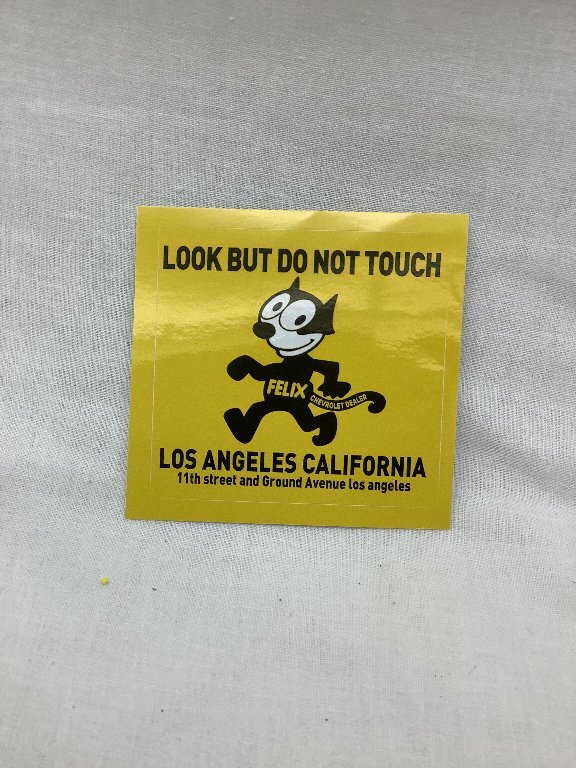 LOOK BUT DO NOT TOUCH
FELIX
CHEVROLET DEALER
LOS ANGELES CALIFORNIA
11th street and Ground Avenue los angeles